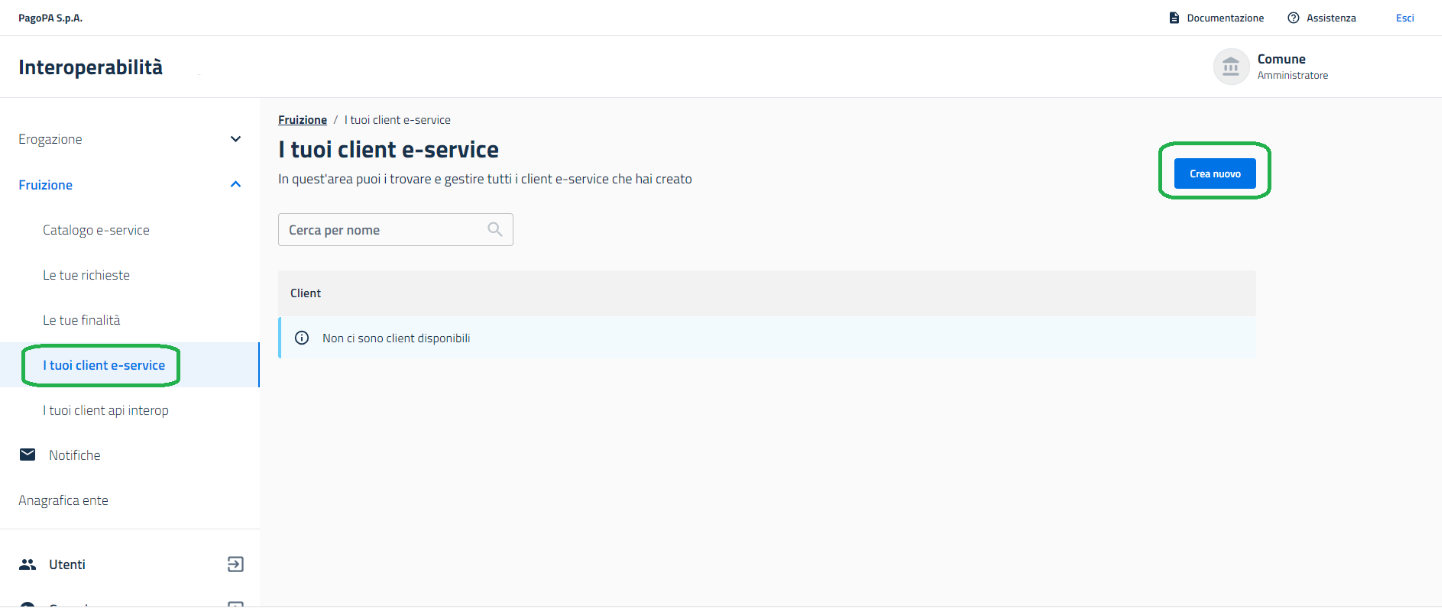 PagoPA S.p.A.
Documentazione
Assistenza
Esci
Interoperabilità
Comune
Amministratore
Erogazione
Fruizione
Catalogo e-service
Le tue richieste
Le tue finalità
I tuoi client e-service
I tuoi client api interop
Notifiche
Anagrafica ente
Utenti
Fruizione / I tuoi client e-service
I tuoi client e-service
In quest'area puoi i trovare e gestire tutti i client e-service che hai creato
Crea nuovo
Cerca per nome
Client
Non ci sono client disponibili